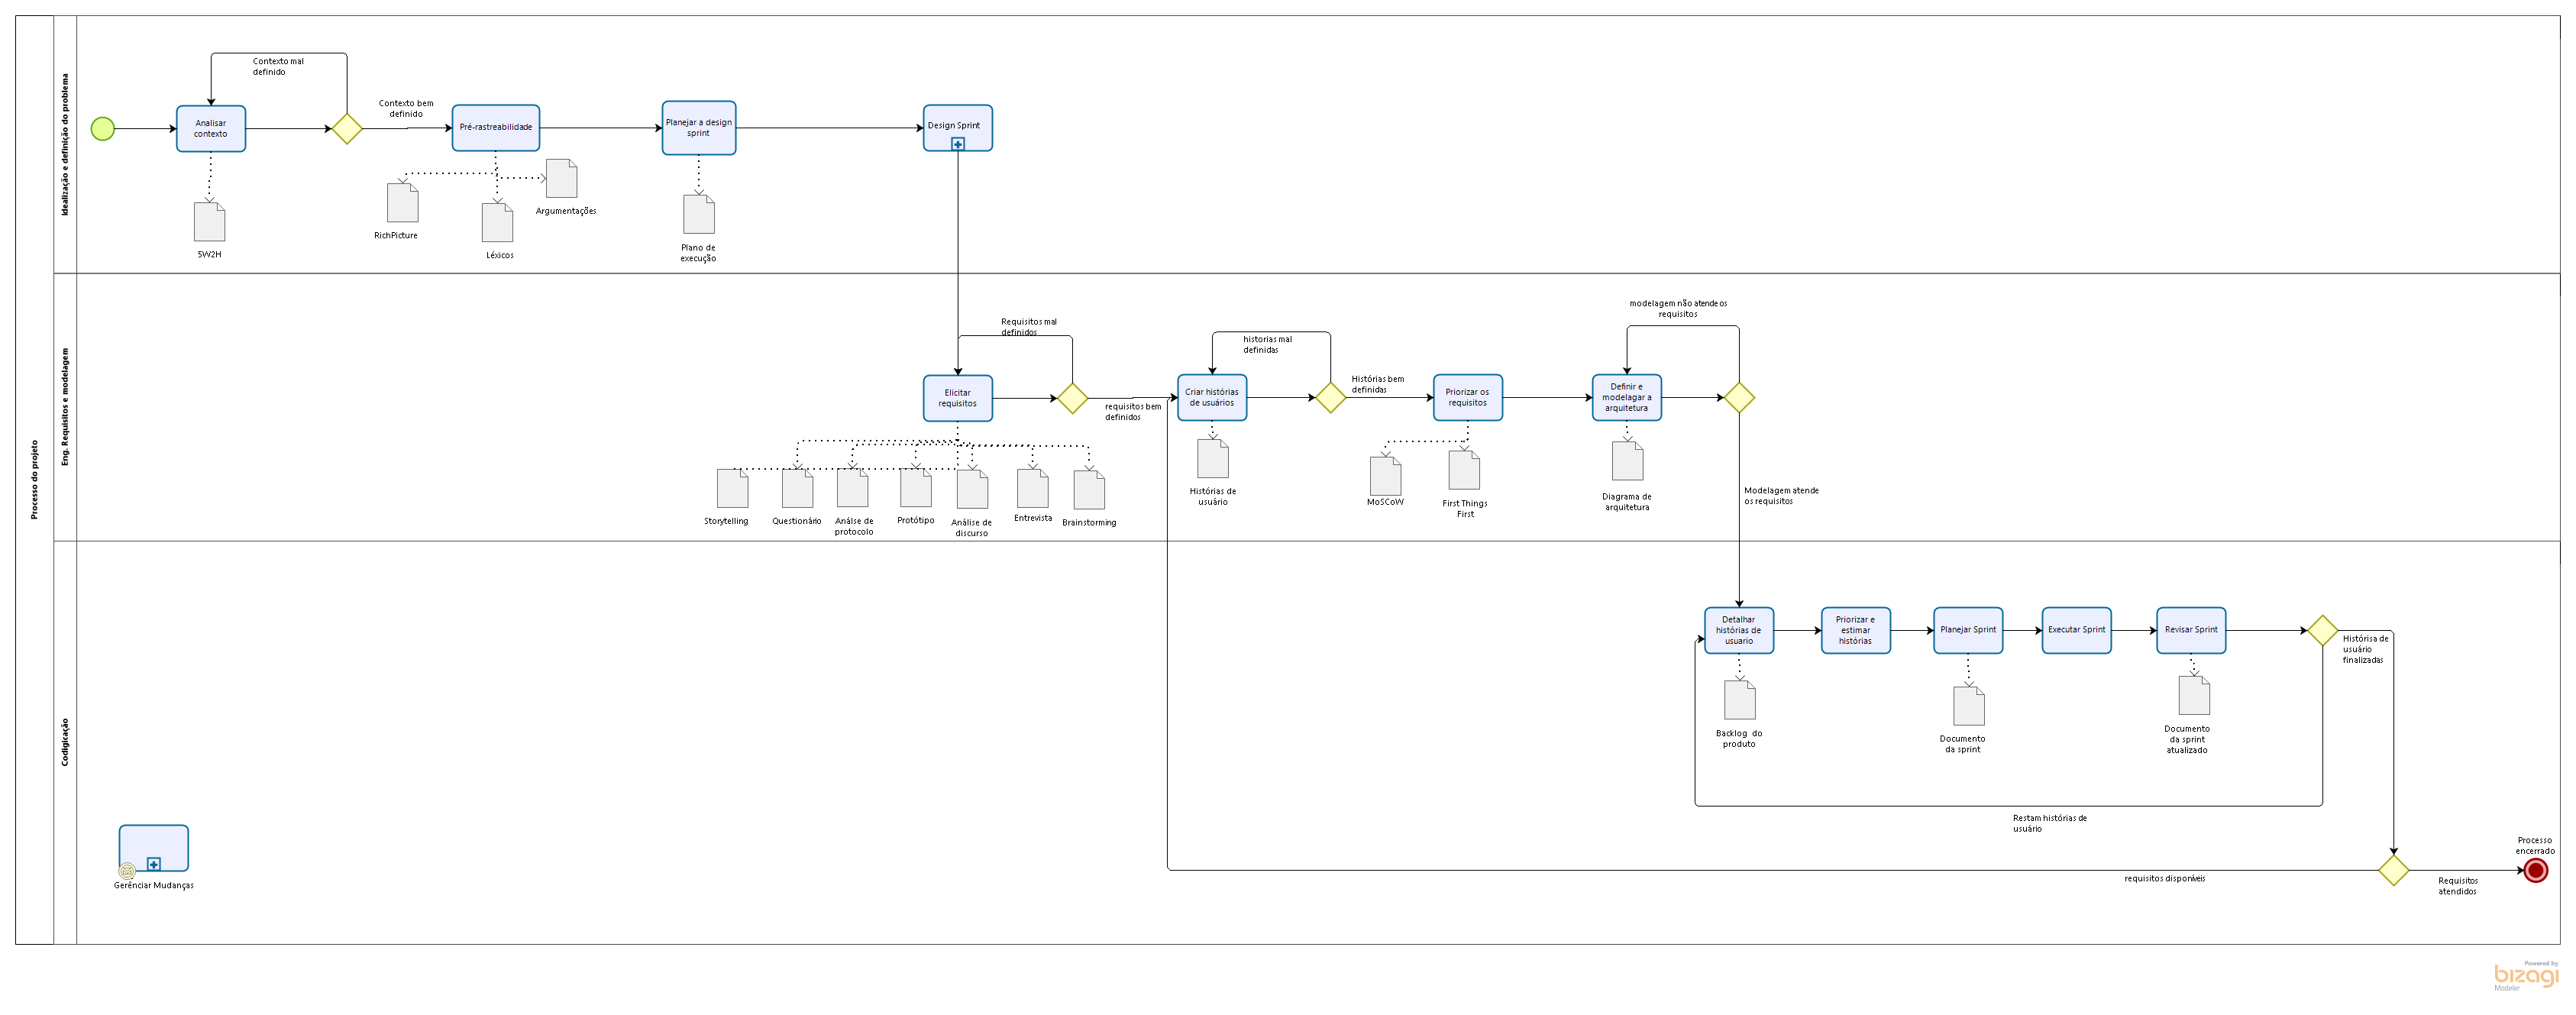 Processo do projeto
Idealização e definição do problema
Contexto mal
definido
Analisar
contexto
Contexto bem
definido
Pré-rastreabilidade
Planejar a design
sprint
Design Sprint
5W2H
RichPicture
Léxicos
Argumentações
Plano de
execução
Eng. Requisitos e modelagem
Requisitos mal
definidos
Elicitar
requisitos
requisitos bem
definidos
historias mal
definidas
Criar histórias
de usuários
Histórias bem
definidas
Priorizar os
requisitos
modelagem não atende os
requisitos
Definir e
modelagar a
arquitetura
Modelagem atende
os requisitos
Storytelling
Questionário
Análse de
protocolo
Protótipo
Análise de
discurso
Entrevista
Brainstorming
Histórias de
usuário
MoSCoW
First Things
First
Diagrama de
arquitetura
Codigicação
Detalhar
histórias de
usuario
Priorizar e
estimar
histórias
Planejar Sprint
Executar Sprint
Revisar Sprint
Histórisa de
usuário
finalizadas
Backlog do
produto
Documento
da sprint
Documento
da sprint
atualizado
Restam histórias de
usuário
Gerênciar Mudanças
requisitos disponíveis
Requisitos
atendidos
Processo
encerrado
Powered by
bizagi
Modeler